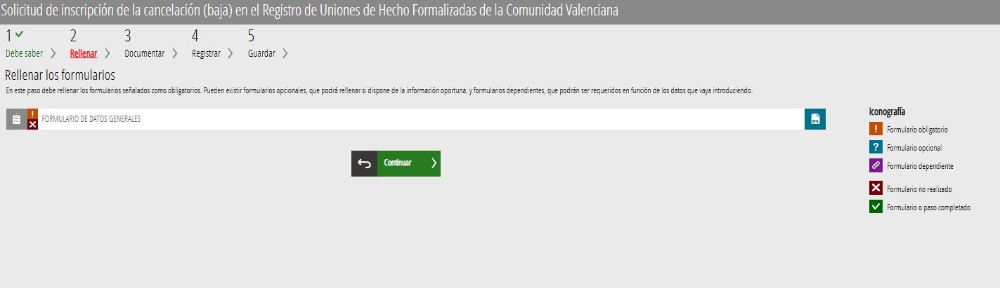 Solicitud de inscripción de la cancelación (baja) en el Registro de Uniones de Hecho Formalizadas de la Comunidad Valenciana
1 2 3 4 5
Debe saber Rellenar Documentar Registrar Guardar
Rellenar los formularios
En este paso debe rellenar los formularios señalados como obligatorios. Pueden existir formularios opcionales, que podrá rellenar si dispone de la información oportuna, y formularios dependientes, que podrán ser requeridos en función de los datos que vaya introduciendo.
! FORMULARIO DE DATOS GENERALES XML
Continuar
Iconografía
! Formulario obligatorio
? Formulario opcional
Formulario dependiente
Formulario no realizado
Formulario o paso completado